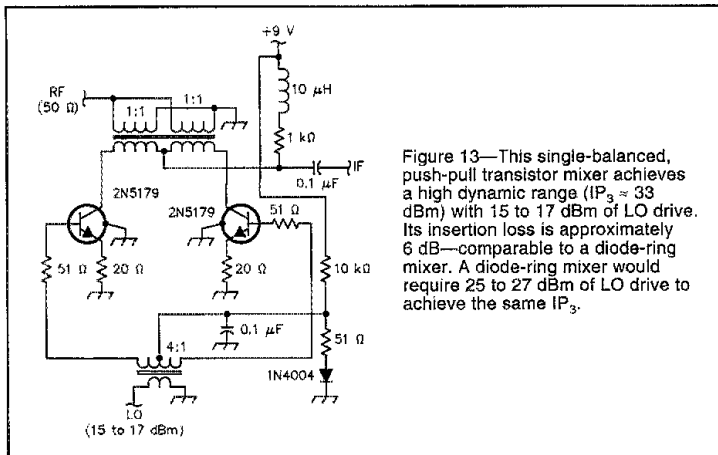 +9 V
RF
(50 Ω)
1:1
1:1
10 μH
1 kΩ
IF
0.1 μF
2N5179
2N5179
51 Ω
51 Ω
20 Ω
20 Ω
10 kΩ
0.1 μF
51 Ω
4:1
1N4004
LO
(15 to 17 dBm)
Figure 13—This single-balanced,
push-pull transistor mixer achieves
a high dynamic range (IP3 ≈ 33
dBm) with 15 to 17 dBm of LO drive.
Its insertion loss is approximately
6 dB—comparable to a diode-ring
mixer. A diode-ring mixer would
require 25 to 27 dBm of LO drive to
achieve the same IP3.